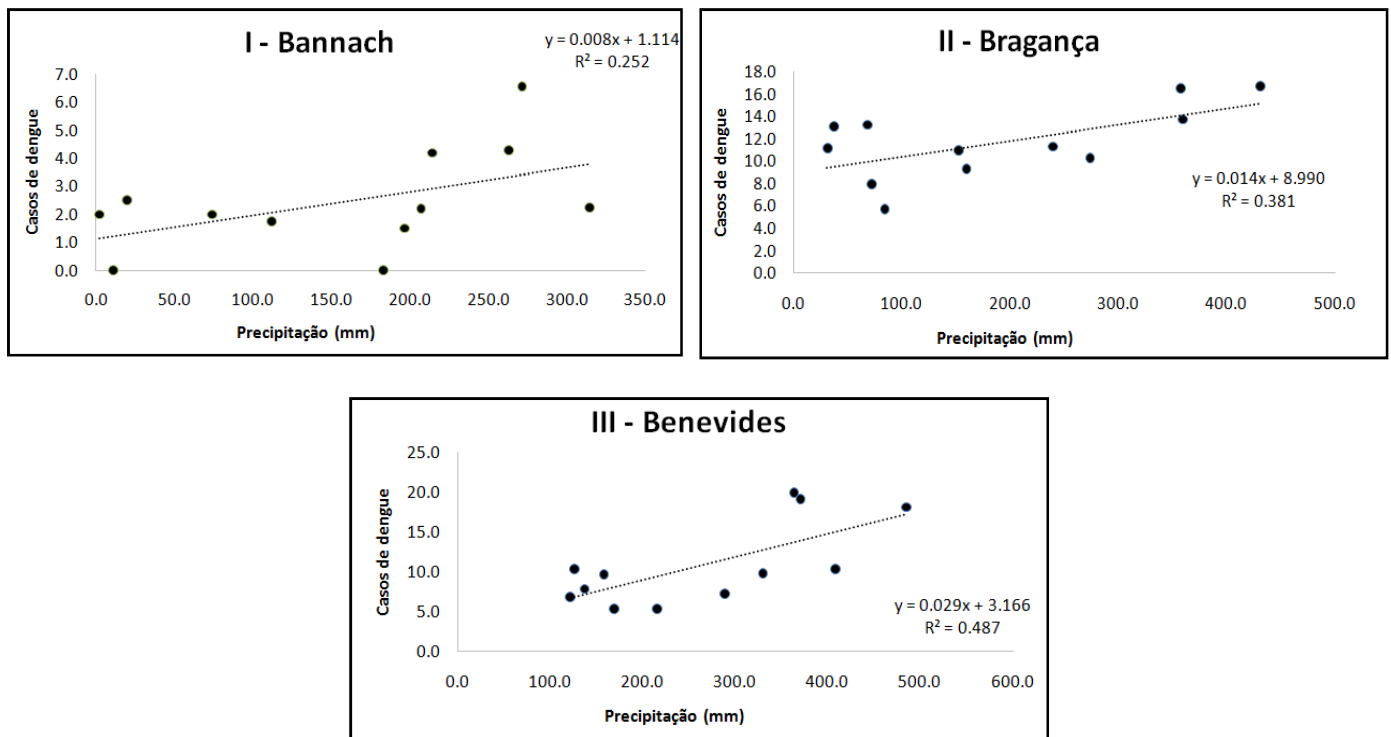 I - Bannach
y = 0.008x + 1.114
R² = 0.252
7.0
6.0
5.0
4.0
3.0
2.0
1.0
0.0
Casos de dengue
0.0 50.0 100.0 150.0 200.0 250.0 300.0 350.0
Precipitação (mm)
II - Bragança
18.0
16.0
14.0
12.0
10.0
8.0
6.0
4.0
2.0
0.0
Casos de dengue
y = 0.014x + 8.990
R² = 0.381
0.0 100.0 200.0 300.0 400.0 500.0
Precipitação (mm)
III - Benevides
25.0
20.0
15.0
10.0
5.0
0.0
Casos de dengue
y = 0.029x + 3.166
R² = 0.487
0.0 100.0 200.0 300.0 400.0 500.0 600.0
Precipitação (mm)